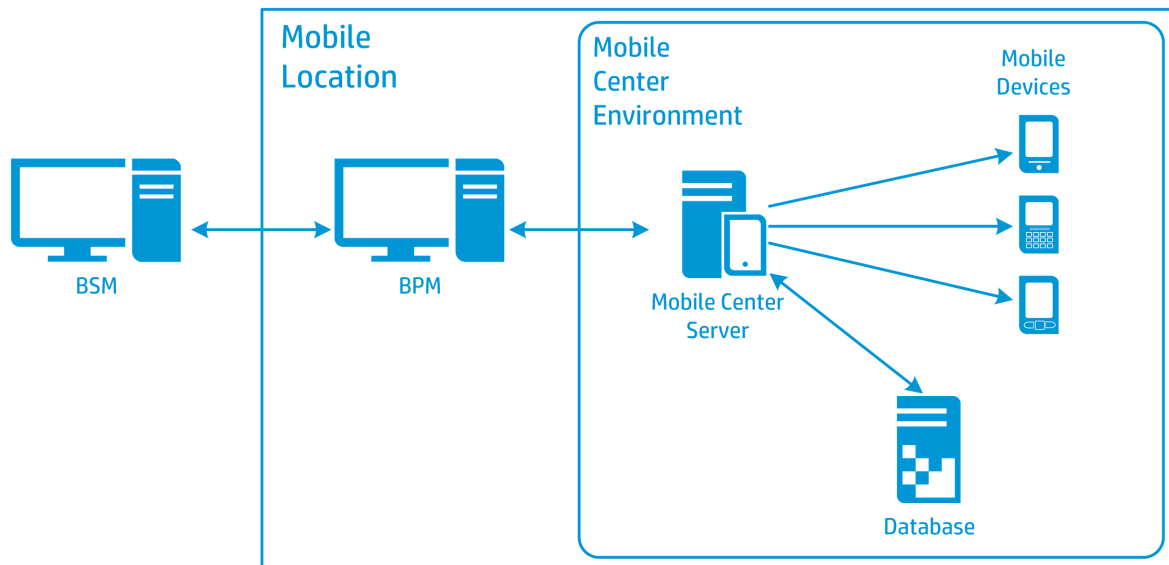 Mobile
Location
Mobile
Center
Environment
Mobile
Devices
BSM
BPM
Mobile Center
Server
Database